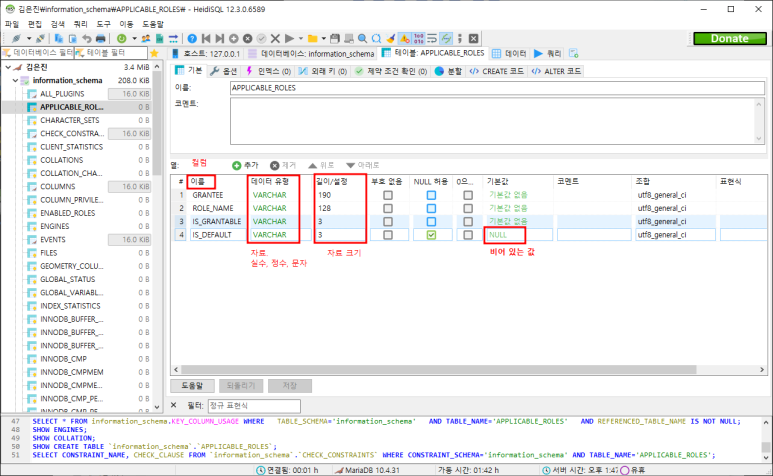 김은진#information_schema#APPLICABLE_ROLES# - HeidiSQL 12.3.0.6589
파일 편집 검색 쿼리 도구 이동 도움말
Donate
데이터베이스 필터 테이블 필터
호스트: 127.0.0.1 데이터베이스: information_schema 테이블: APPLICABLE_ROLES 데이터 쿼리
김은진 3.4 MiB
information_schema 208.0 KiB
ALL_PLUGINS 16.0 KiB
APPLICABLE_ROL... 0 B
CHARACTER_SETS 0 B
CHECK_CONSTRA... 16.0 KiB
CLIENT_STATISTICS 0 B
COLLATIONS 0 B
COLLATION_CHA... 0 B
COLUMNS 16.0 KiB
COLUMN_PRIVILE... 0 B
ENABLED_ROLES 0 B
ENGINES 0 B
EVENTS 16.0 KiB
FILES 0 B
GEOMETRY_COLU... 0 B
GLOBAL_STATUS 0 B
GLOBAL_VARIABL... 0 B
INDEX_STATISTICS 0 B
INNODB_BUFFER_... 0 B
INNODB_BUFFER_... 0 B
INNODB_BUFFER_... 0 B
INNODB_CMP 0 B
INNODB_CMPMEM 0 B
INNODB_CMPME... 0 B
INNODB_CMP_PE... 0 B
INNODB_CMP_PE... 0 B
기본 옵션 인덱스 (0) 외래 키 (0) 제약 조건 확인 (0) 분할 CREATE 코드 ALTER 코드
이름: APPLICABLE_ROLES
코멘트:
열: 컬럼 추가 제거 위로 아래로
# 이름 데이터 유형 길이/설정 부호 없음 NULL 허용 0으... 기본값 코멘트 조합 표현식
1 GRANTEE VARCHAR 190 기본값 없음 utf8_general_ci
2 ROLE_NAME VARCHAR 128 기본값 없음 utf8_general_ci
3 IS_GRANTABLE VARCHAR 3 기본값 없음 utf8_general_ci
4 IS_DEFAULT VARCHAR 3 NULL utf8_general_ci
자료. 자료 크기 비어 있는 값
실수, 정수, 문자
도움말 되돌리기 저장
필터: 정규 표현식
47 SELECT * FROM information_schema.KEY_COLUMN_USAGE WHERE TABLE_SCHEMA='information_schema' AND TABLE_NAME='APPLICABLE_ROLES' AND REFERENCED_TABLE_NAME IS NOT NULL;
48 SHOW ENGINES;
49 SHOW COLLATION;
50 SHOW CREATE TABLE `information_schema`.`APPLICABLE_ROLES`;
51 SELECT CONSTRAINT_NAME, CHECK_CLAUSE FROM `information_schema`.`CHECK_CONSTRAINTS` WHERE CONSTRAINT_SCHEMA='information_schema' AND TABLE_NAME='APPLICABLE_ROLES';
연결됨: 00:01 h MariaDB 10.4.31 가동 시간: 01:42 h 서버 시간: 오후 1:47 유휴